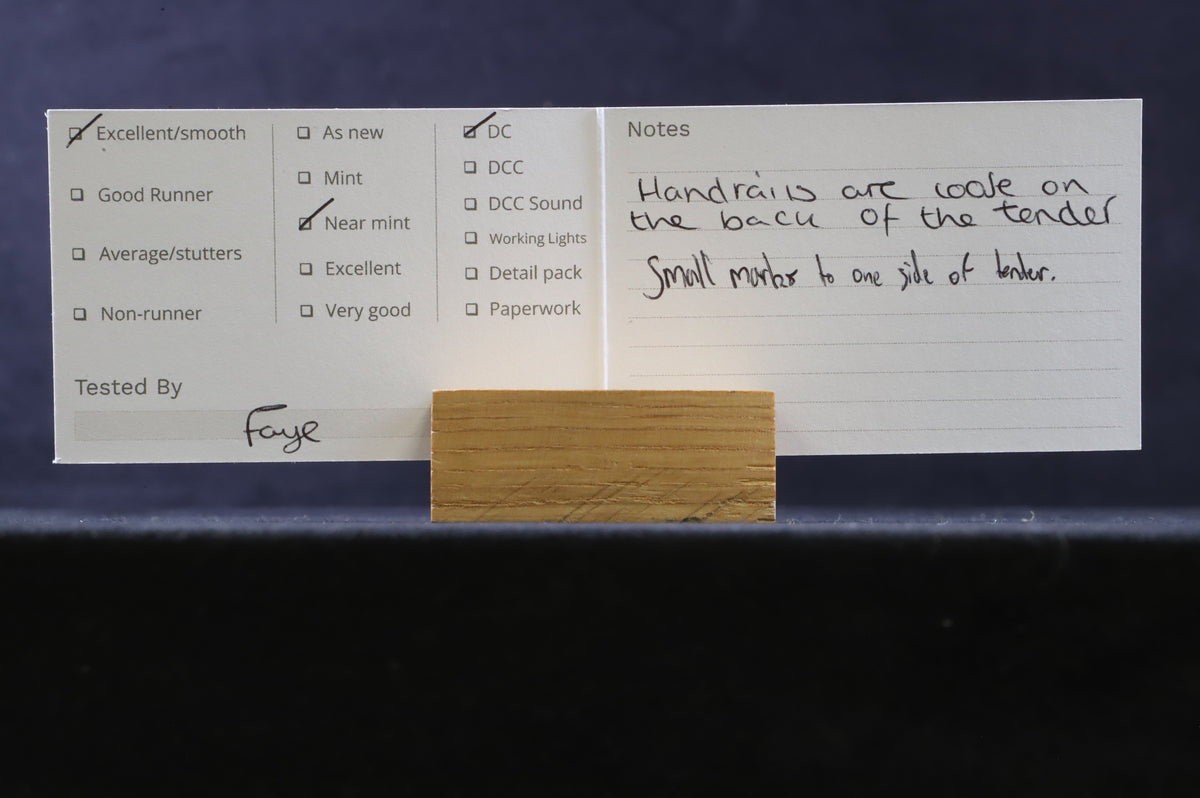 Excellent/smooth
Good Runner
Average/stutters
Non-runner
As new
Mint
Near mint
Excellent
Very good
DC
DCC
DCC Sound
Working Lights
Detail pack
Paperwork
Tested By
Faye
Notes
Handrails are loose on
the back of the tender
Small marks to one side of tender.